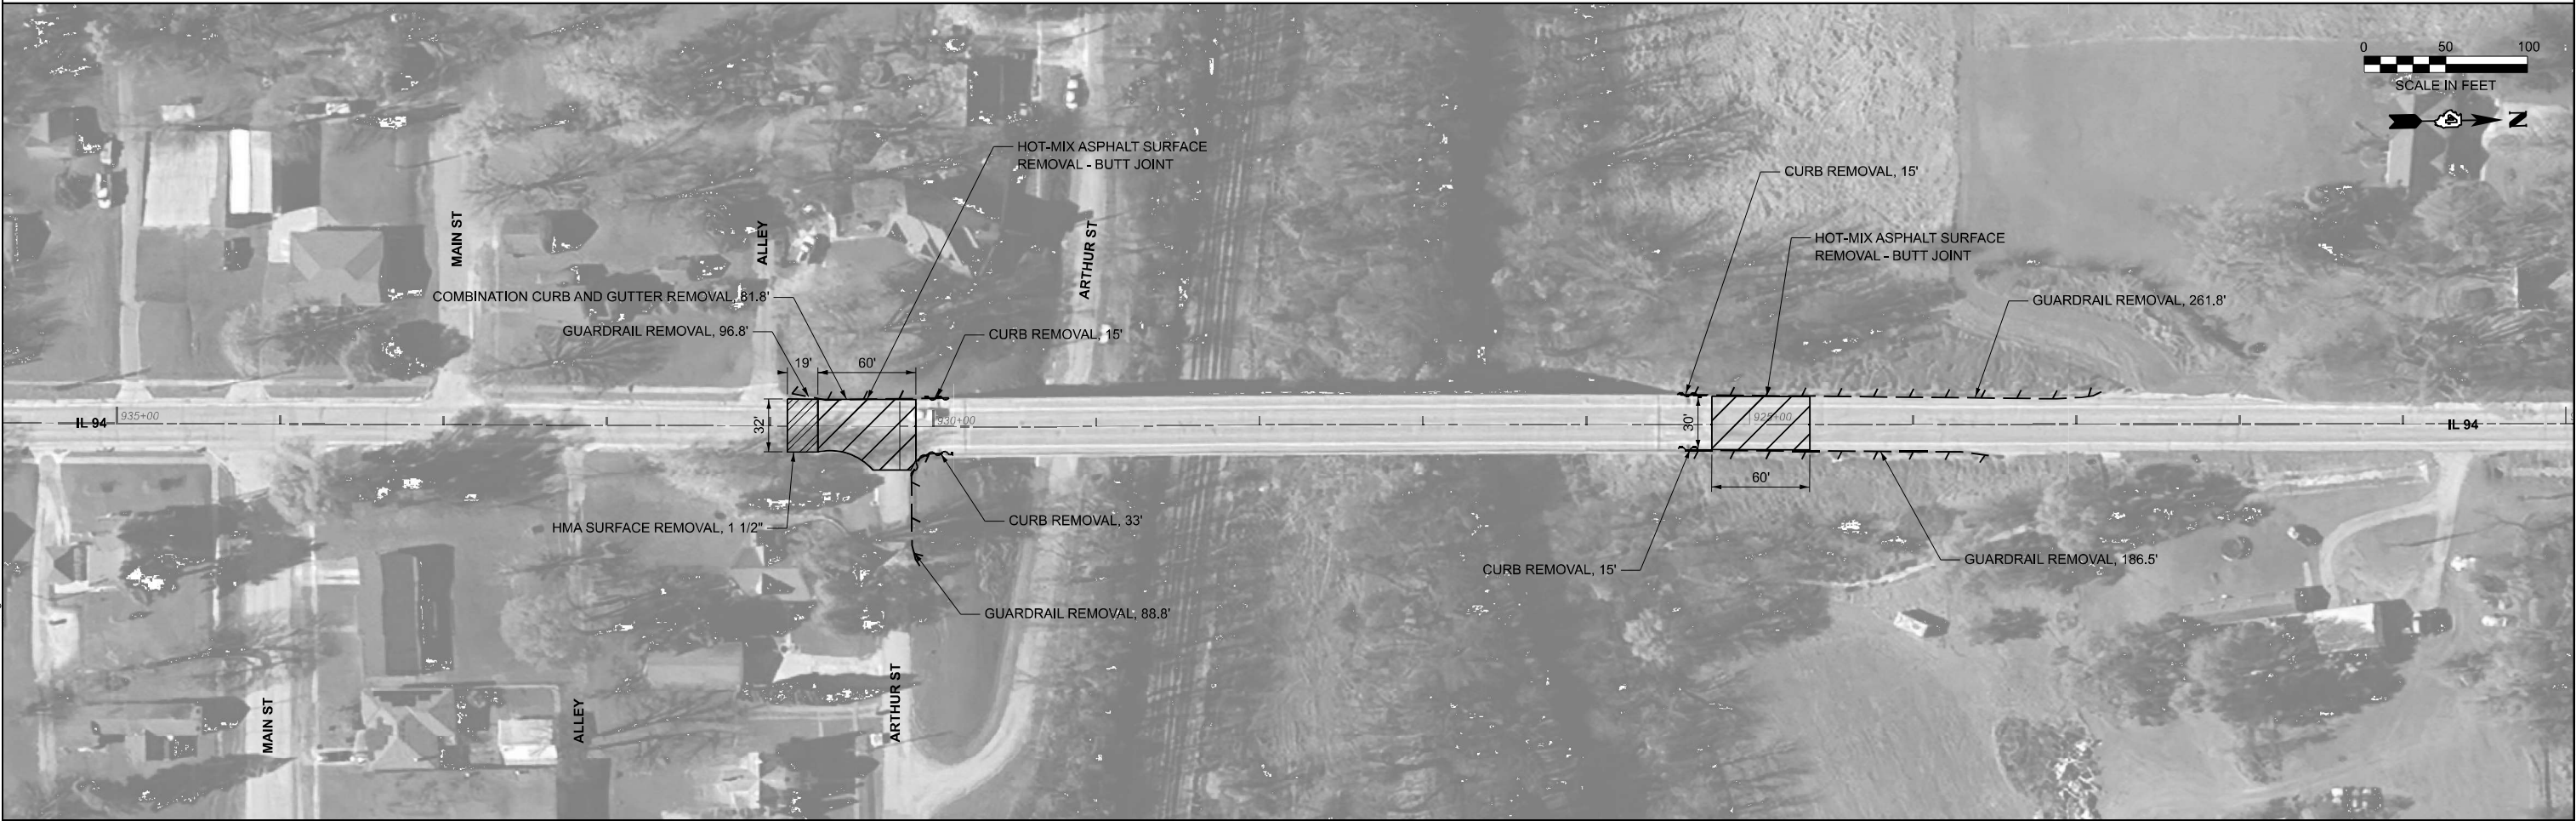 0 50 100
SCALE IN FEET
N
HOT-MIX ASPHALT SURFACE
REMOVAL - BUTT JOINT
CURB REMOVAL, 15'
MAIN ST
ALLEY
ARTHUR ST
HOT-MIX ASPHALT SURFACE
REMOVAL - BUTT JOINT
COMBINATION CURB AND GUTTER REMOVAL, 81.8'
GUARDRAIL REMOVAL, 261.8'
GUARDRAIL REMOVAL, 96.8'
CURB REMOVAL, 15'
19' 60'
32'
30'
IL 94
935+00
930+00
925+00
IL 94
60'
HMA SURFACE REMOVAL, 1 1/2"
CURB REMOVAL, 33'
CURB REMOVAL, 15'
GUARDRAIL REMOVAL, 186.5'
GUARDRAIL REMOVAL, 88.8'
MAIN ST
ALLEY
ARTHUR ST